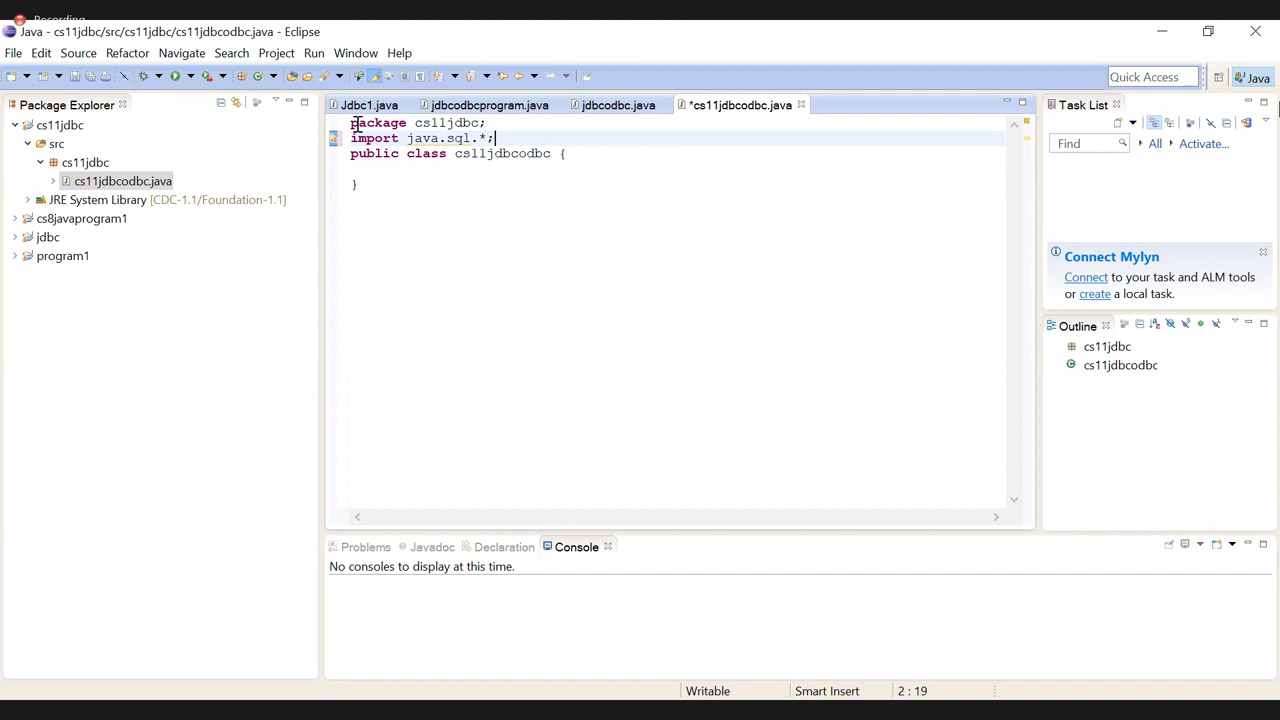 Recording
Java - cs11jdbc/src/cs11jdbc/cs11jdbcodbc.java - Eclipse
File Edit Source Refactor Navigate Search Project Run Window Help
Quick Access
Java
Package Explorer
cs11jdbc
src
cs11jdbc
cs11jdbcodbc.java
JRE System Library [CDC-1.1/Foundation-1.1]
cs8javaprogram1
jdbc
program1
Jdbc1.java jdbcodbcprogram.java jdbcodbc.java *cs11jdbcodbc.java
package cs11jdbc;
import java.sql.*;
public class cs11jdbcodbc {
}
Task List
Find All Activate...
Connect Mylyn
Connect to your task and ALM tools
or create a local task.
Outline
cs11jdbc
cs11jdbcodbc
Problems Javadoc Declaration Console
No consoles to display at this time.
Writable Smart Insert 2 : 19